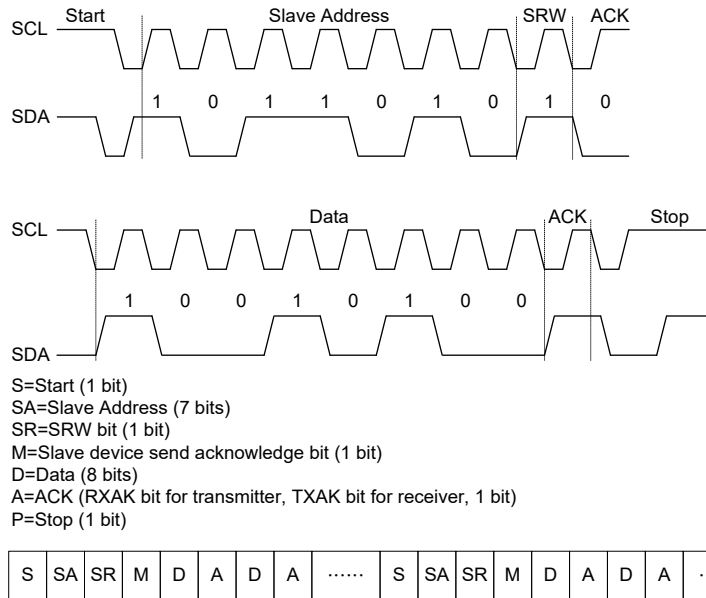 Start Slave Address SRW ACK
SCL
1 0 1 1 0 1 0 1 0
SDA
Data ACK Stop
SCL
1 0 0 1 0 1 0 0
SDA
S=Start (1 bit)
SA=Slave Address (7 bits)
SR=SRW bit (1 bit)
M=Slave device send acknowledge bit (1 bit)
D=Data (8 bits)
A=ACK (RXAK bit for transmitter, TXAK bit for receiver, 1 bit)
P=Stop (1 bit)
S SA SR M D A D A ······ S SA SR M D A D A ·